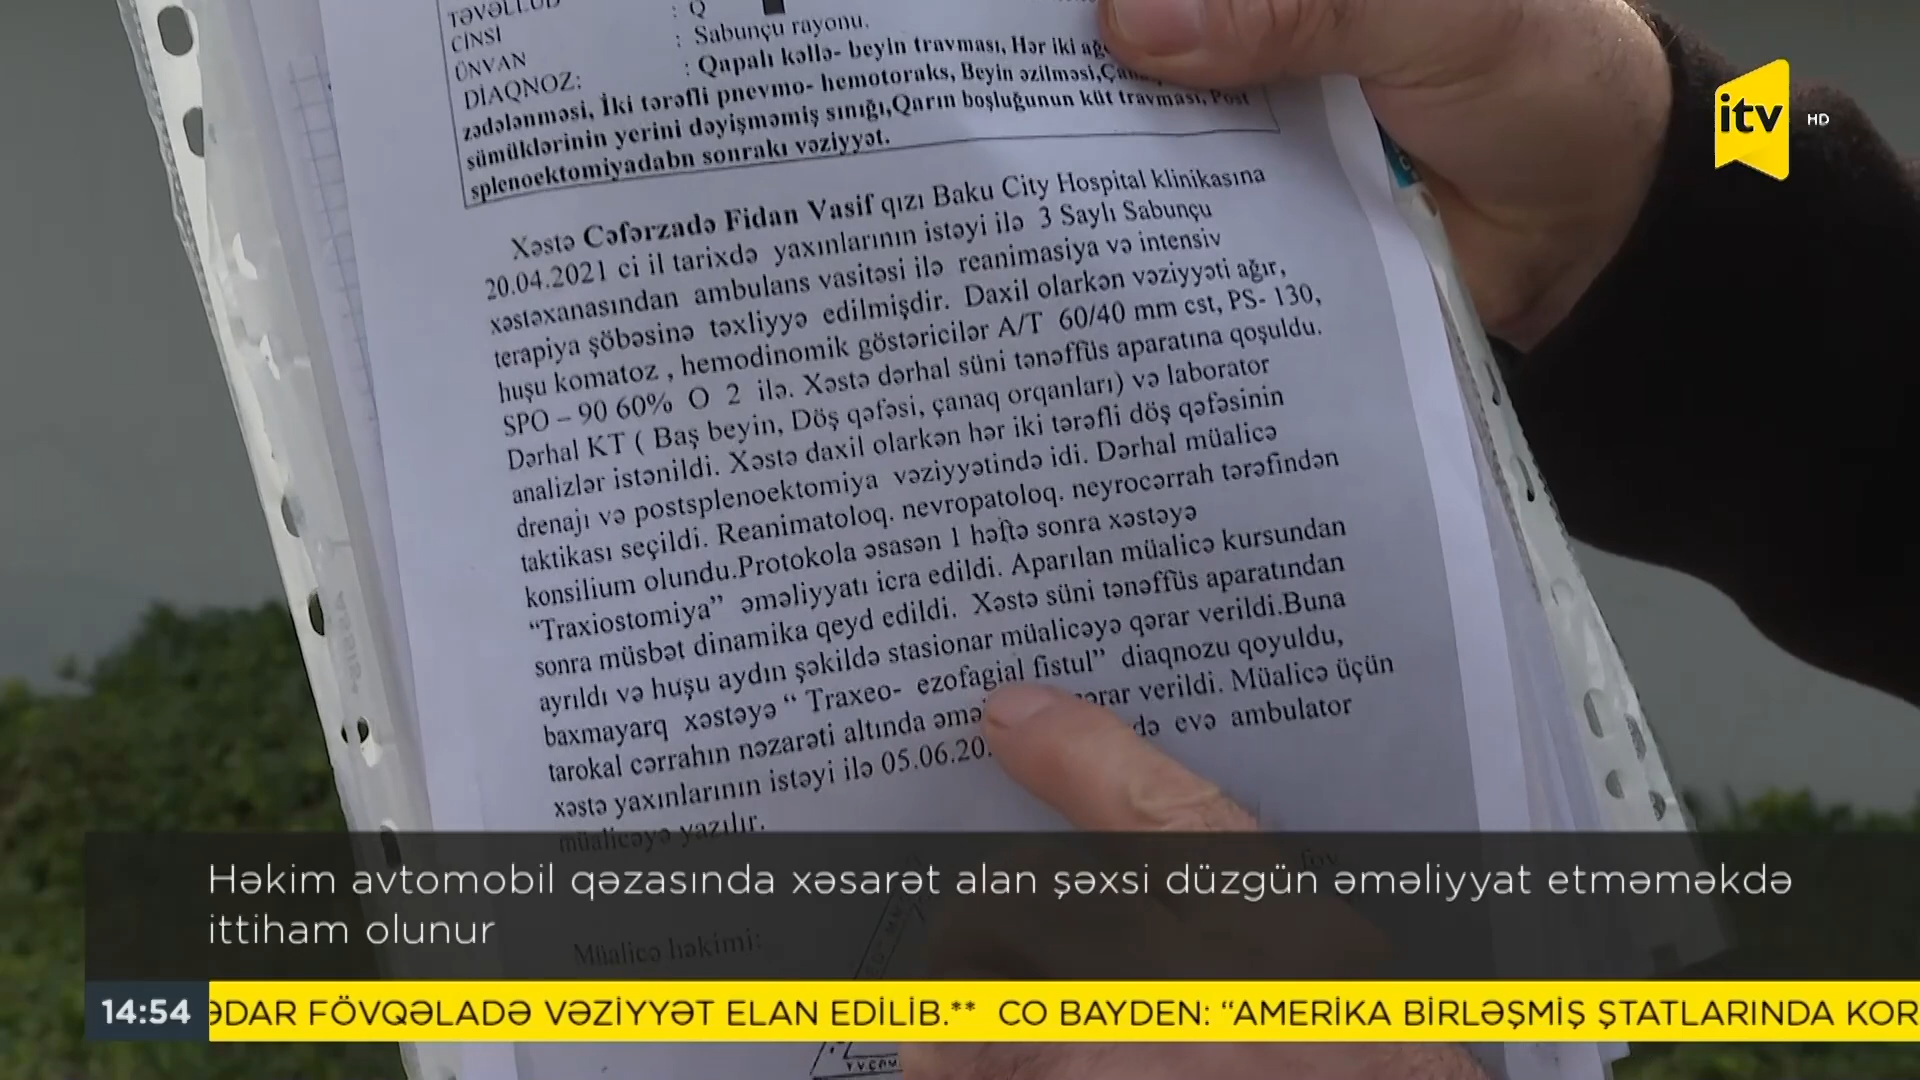 TƏVƏLLÜD
CİNSİ : Q
ÜNVAN : Sabunçu rayonu.
DİAQNOZ: : Qapalı kəllə- beyin travması, Hər iki
zədələnməsi, İki tərəfli pnevmo- hemotoraks, Beyin əzilməsi,
sümüklərinin yerini dəyişməmiş sınığı,Qarın boşluğunun küt travması, Post
splenoektomiyadabn sonrakı vəziyyət.
Xəstə Cəfərzadə Fidan Vasif qızı Baku City Hospital klinikasına
20.04.2021 ci il tarixdə yaxınlarının istəyi ilə 3 Saylı Sabunçu
xəstəxanasından ambulans vasitəsi ilə reanimasiya və intensiv
terapiya şöbəsinə təxliyyə edilmişdir. Daxil olarkən vəziyyəti ağır,
huşu komatoz , hemodinomik göstəricilər A/T 60/40 mm cst, PS- 130,
SPO – 90 60% O 2 ilə. Xəstə dərhal süni tənəffüs aparatına qoşuldu.
Dərhal KT ( Baş beyin, Döş qəfəsi, çanaq orqanları) və laborator
analizlər istənildi. Xəstə daxil olarkən hər iki tərəfli döş qəfəsinin
drenajı və postsplenoektomiya vəziyyətində idi. Dərhal müalicə
taktikası seçildi. Reanimatoloq. nevropatoloq. neyrocərrah tərəfindən
konsilium olundu.Protokola əsasən 1 həftə sonra xəstəyə
“Traxiostomiya” əməliyyatı icra edildi. Aparılan müalicə kursundan
sonra müsbət dinamika qeyd edildi. Xəstə süni tənəffüs aparatından
ayrıldı və huşu aydın şəkildə stasionar müalicəyə qərar verildi.Buna
baxmayarq xəstəyə “ Traxeo- ezofagial fistul” diaqnozu qoyuldu,
tarokal cərrahın nəzarəti altında verildi. Müalicə üçün
xəstə yaxınlarının istəyi ilə 05.06.20 evə ambulator
müalicəyə yazılır.
Müalicə həkimi:
itv HD
Həkim avtomobil qəzasında xəsarət alan şəxsi düzgün əməliyyat etməməkdə
ittiham olunur
14:54 ƏDAR FÖVQƏLADƏ VƏZİYYƏT ELAN EDİLİB.** CO BAYDEN: “AMERİKA BİRLƏŞMİŞ ŞTATLARINDA KOR